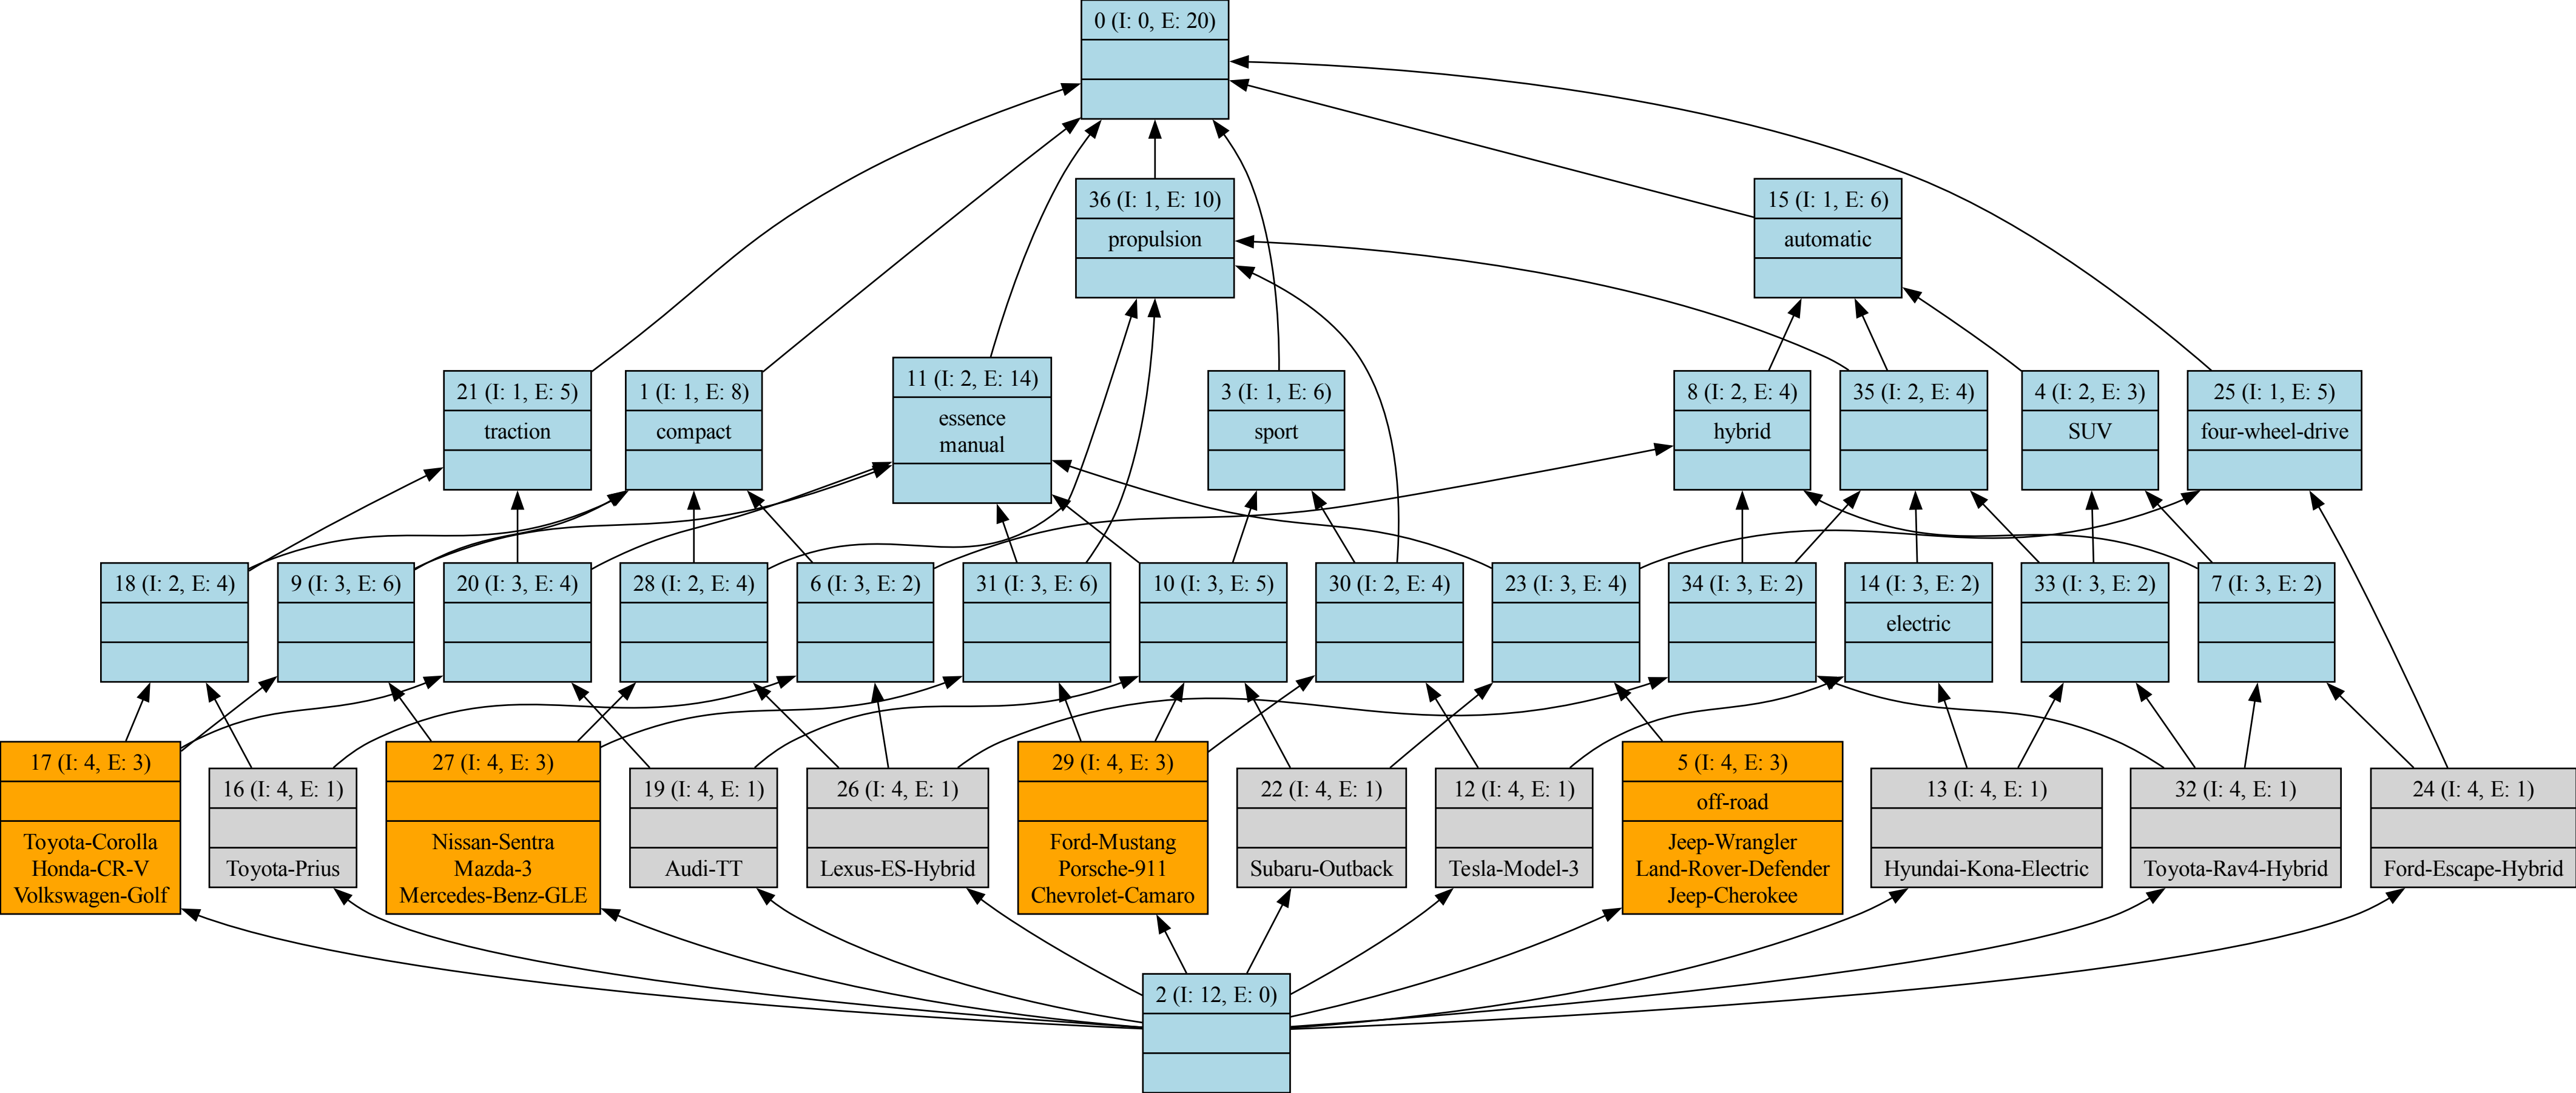 0 (I: 0, E: 20)
36 (I: 1, E: 10)
propulsion
15 (I: 1, E: 6)
automatic
21 (I: 1, E: 5)
traction
1 (I: 1, E: 8)
compact
11 (I: 2, E: 14)
essence
manual
3 (I: 1, E: 6)
sport
8 (I: 2, E: 4)
hybrid
35 (I: 2, E: 4)
4 (I: 2, E: 3)
SUV
25 (I: 1, E: 5)
four-wheel-drive
18 (I: 2, E: 4)
9 (I: 3, E: 6)
20 (I: 3, E: 4)
28 (I: 2, E: 4)
6 (I: 3, E: 2)
31 (I: 3, E: 6)
10 (I: 3, E: 5)
30 (I: 2, E: 4)
23 (I: 3, E: 4)
34 (I: 3, E: 2)
14 (I: 3, E: 2)
electric
33 (I: 3, E: 2)
7 (I: 3, E: 2)
17 (I: 4, E: 3)
Toyota-Corolla
Honda-CR-V
Volkswagen-Golf
16 (I: 4, E: 1)
Toyota-Prius
27 (I: 4, E: 3)
Nissan-Sentra
Mazda-3
Mercedes-Benz-GLE
19 (I: 4, E: 1)
Audi-TT
26 (I: 4, E: 1)
Lexus-ES-Hybrid
29 (I: 4, E: 3)
Ford-Mustang
Porsche-911
Chevrolet-Camaro
22 (I: 4, E: 1)
Subaru-Outback
12 (I: 4, E: 1)
Tesla-Model-3
5 (I: 4, E: 3)
off-road
Jeep-Wrangler
Land-Rover-Defender
Jeep-Cherokee
13 (I: 4, E: 1)
Hyundai-Kona-Electric
32 (I: 4, E: 1)
Toyota-Rav4-Hybrid
24 (I: 4, E: 1)
Ford-Escape-Hybrid
2 (I: 12, E: 0)